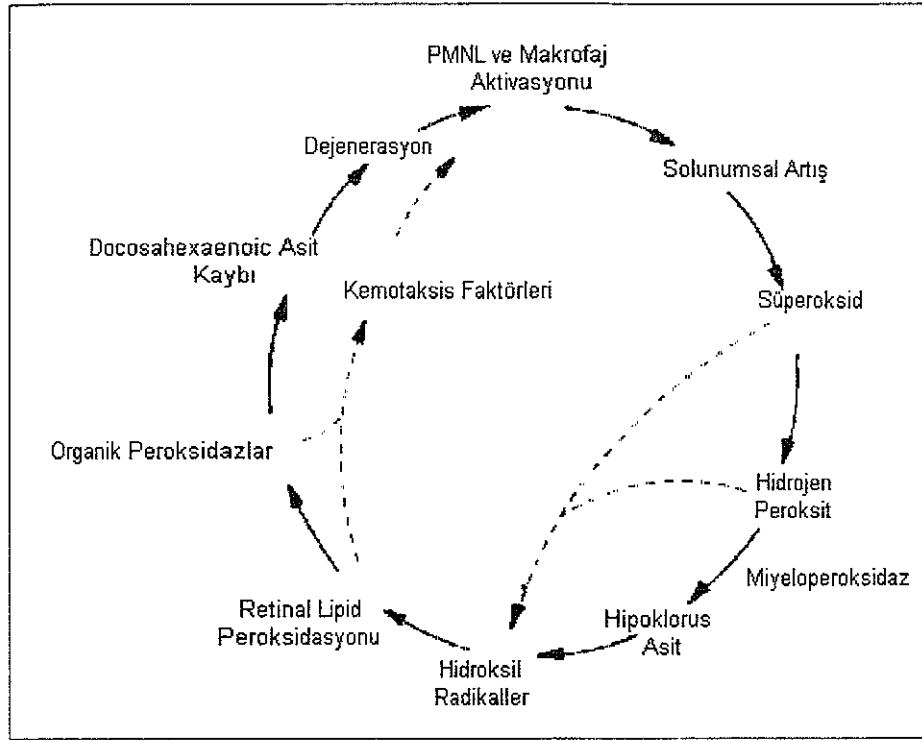 PMNL ve Makrofaj
Aktivasyonu
Solunumsal Artış
Süperoksid
Hidrojen
Peroksit
Miyeloperoksidaz
Hipoklorus
Asit
Hidroksil
Radikaller
Retinal Lipid
Peroksidasyonu
Organik Peroksidazlar
Docosahexaenoic Asit
Kaybı
Dejenerasyon
Kemotaksis Faktörleri